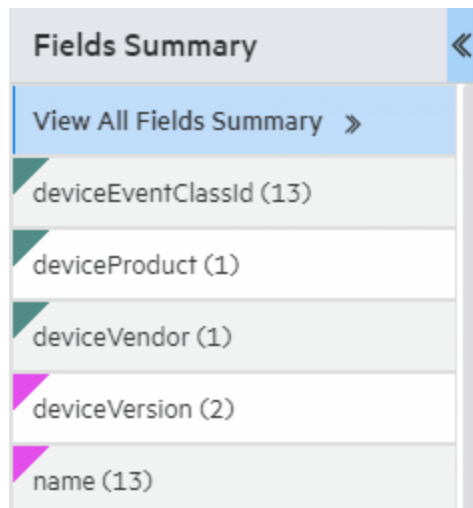 Fields Summary
View All Fields Summary
deviceEventClassId (13)
deviceProduct (1)
deviceVendor (1)
deviceVersion (2)
name (13)